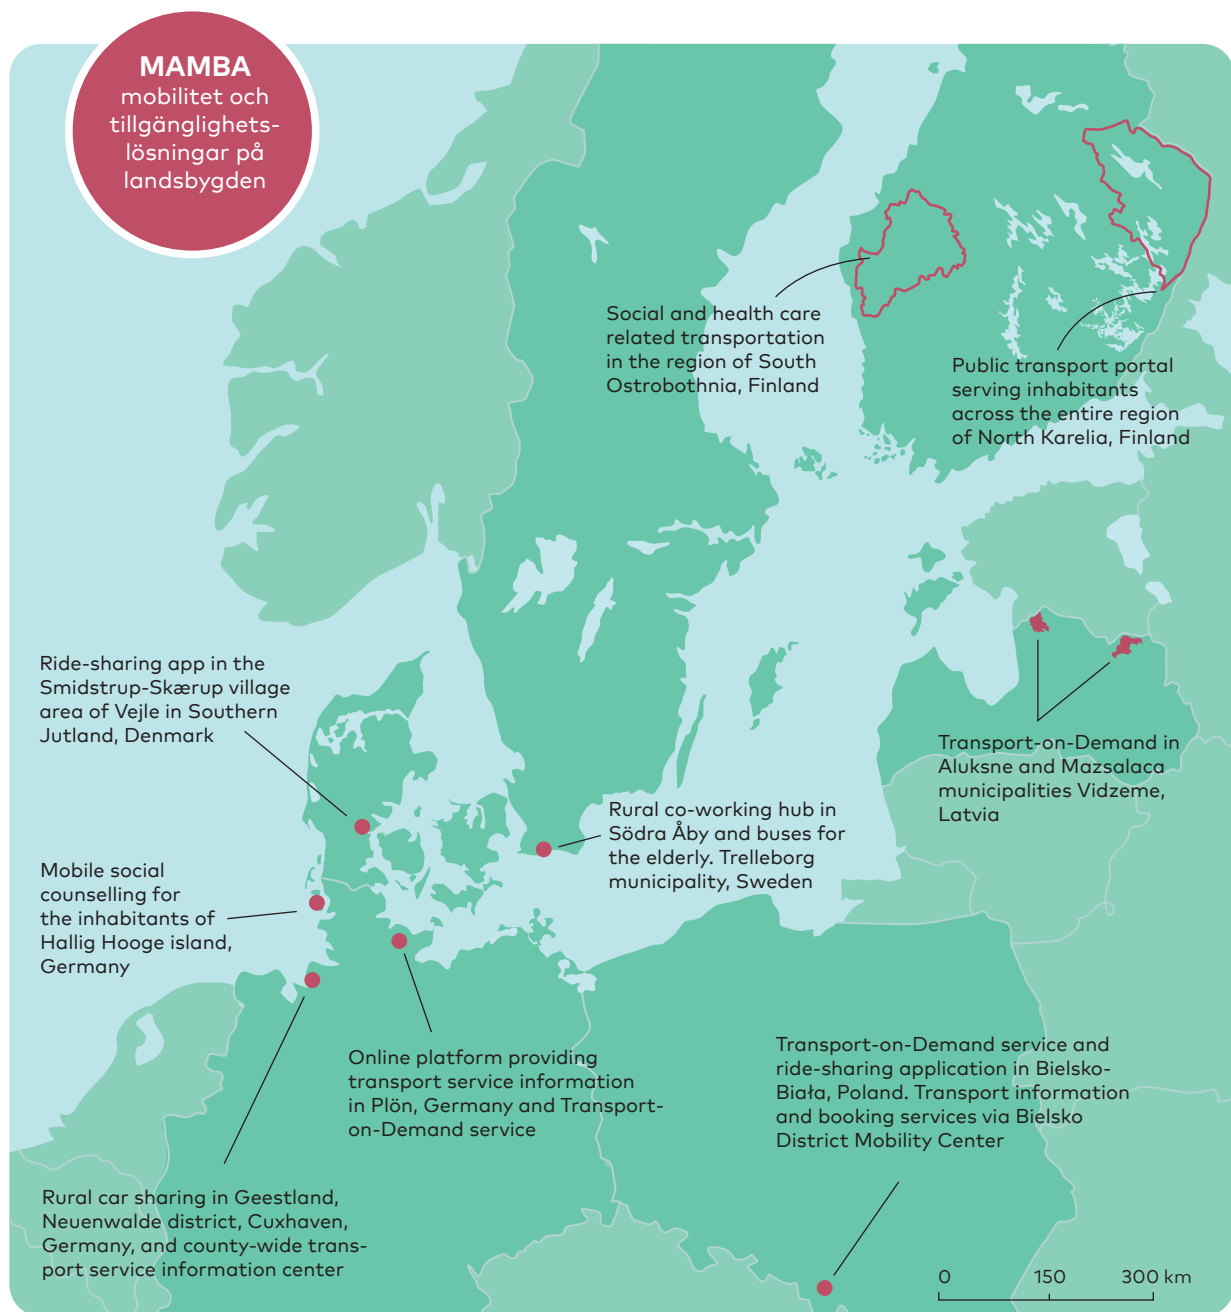 MAMBA
mobilitet och
tillgänglighets-
lösningar på
landsbygden
Social and health care
related transportation
in the region of South
Ostrobothnia, Finland
Public transport portal
serving inhabitants
across the entire region
of North Karelia, Finland
Ride-sharing app in the
Smidstrup-Skærup village
area of Vejle in Southern
Jutland, Denmark
Transport-on-Demand in
Aluksne and Mazsalaca
municipalities Vidzeme,
Latvia
Rural co-working hub in
Södra Åby and buses for
the elderly. Trelleborg
municipality, Sweden
Mobile social
counselling for
the inhabitants of
Hallig Hooge island,
Germany
Online platform providing
transport service information
in Plön, Germany and Transport-
on-Demand service
Transport-on-Demand service and
ride-sharing application in Bielsko-
Biała, Poland. Transport information
and booking services via Bielsko
District Mobility Center
Rural car sharing in Geestland,
Neuenwalde district, Cuxhaven,
Germany, and county-wide trans-
port service information center
0 150 300 km